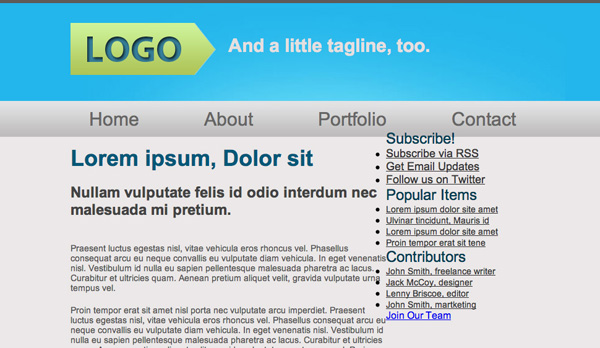 LOGO
And a little tagline, too.
Home About Portfolio Contact
Lorem ipsum, Dolor sit
Nullam vulputate felis id odio interdum nec
malesuada mi pretium.
Praesent luctus egestas nisl, vitae vehicula eros rhoncus vel. Phasellus
consequat arcu eu neque convallis eu vulputate diam vehicula. In eget venenatis
nisl. Vestibulum id nulla eu sapien pellentesque malesuada pharetra ac lacus.
Curabitur et ultricies quam. Aenean pretium aliquet velit, gravida vulputate urna
tempus vel.
Proin tempor erat sit amet nisl porta nec vulputate arcu imperdiet. Praesent
luctus egestas nisl, vitae vehicula eros rhoncus vel. Phasellus consequat arcu eu
neque convallis eu vulputate diam vehicula. In eget venenatis nisl. Vestibulum id
nulla eu sapien pellentesque malesuada pharetra ac lacus. Curabitur et ultricies
Subscribe!
Subscribe via RSS
Get Email Updates
Follow us on Twitter
Popular Items
Lorem ipsum dolor site amet
Ulvinar tincidunt, Mauris id
Lorem ipsum dolor site amet
Proin tempor erat sit tene
Contributors
John Smith, freelance writer
Jack McCoy, designer
Lenny Briscoe, editor
John Smith, martketing
Join Our Team